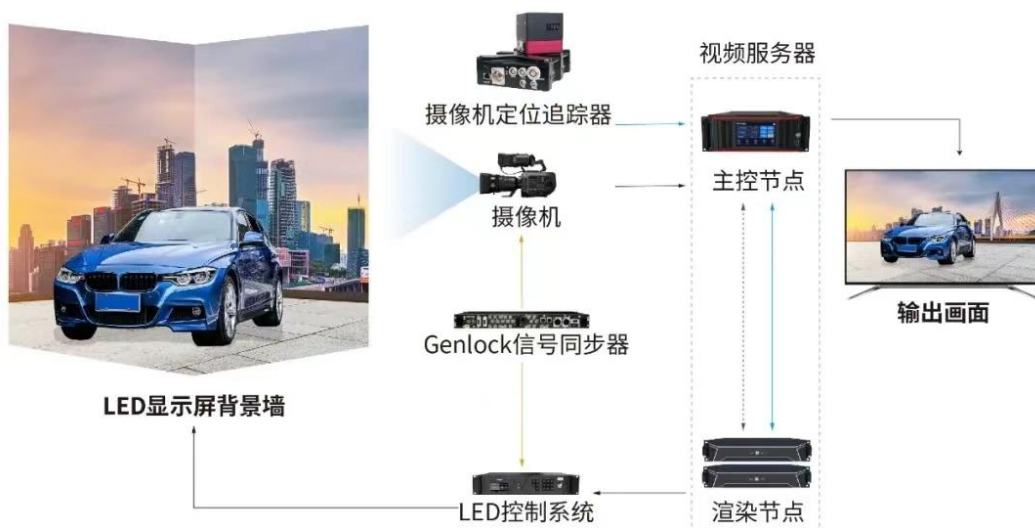 视频服务器
摄像机定位追踪器
主控节点
摄像机
输出画面
Genlock信号同步器
LED显示屏背景墙
LED控制系统
渲染节点